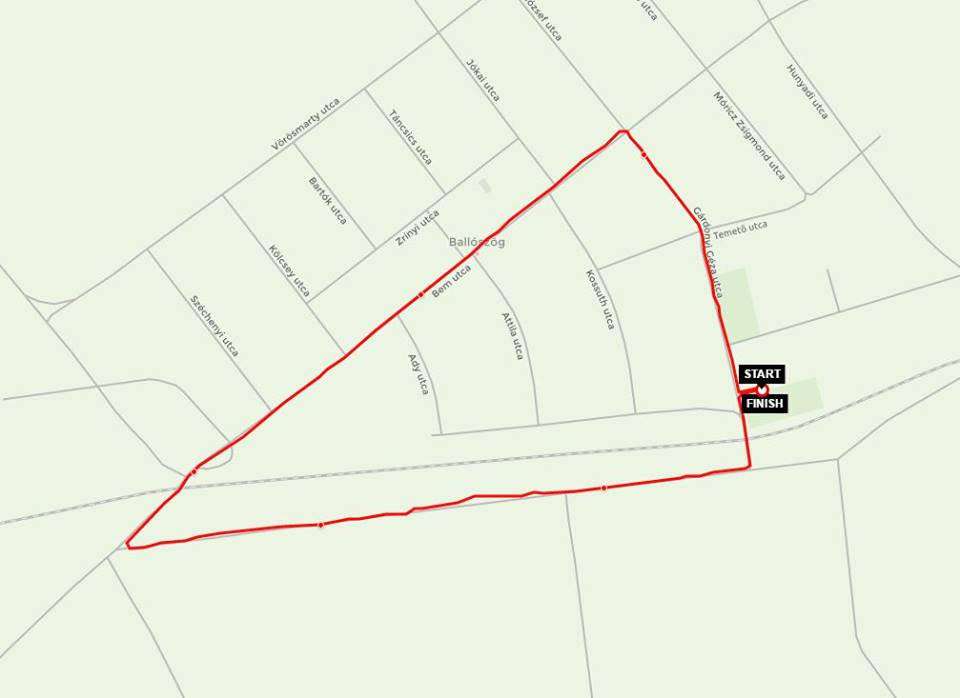 József utca
utca
Jókai utca
Hunyadi utca
Móricz Zsigmond utca
Vörösmarty utca
Táncsics utca
Bartók utca
Zrínyi utca
Gárdonyi Géza utca
Temető utca
Ballószög
Kölcsey utca
Bem utca
Kossuth utca
Széchenyi utca
Attila utca
Ady utca
START
FINISH